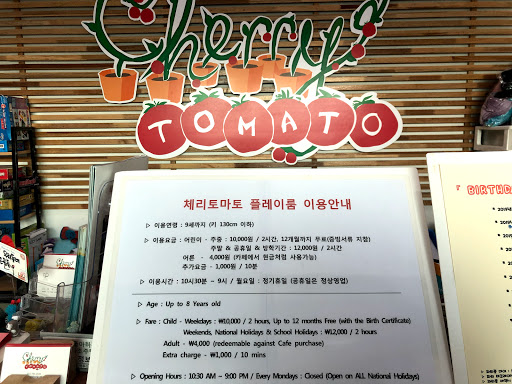 Cherry
TOMATO
체리토마토 플레이룸 이용안내
▷ 이용연령 : 9세까지 (키 130cm 이하)
▷ 이용요금 : 어린이 - 주중 : 10,000원 / 2시간, 12개월까지 무료(증빙서류 지참)
주말 & 공휴일 & 방학기간 : 12,000원 / 2시간
어른 - 4,000원 (카페에서 현금처럼 사용가능)
추가요금 - 1,000원 / 10분
▷ 이용시간 : 10시30분 ~ 9시 / 월요일 : 정기휴일 (공휴일은 정상영업)
▷ Age : Up to 8 Years old
▷ Fare : Child - Weekdays : ₩10,000 / 2 hours, Up to 12 months Free (with the Birth Certificate)
Weekends, National Holidays & School Holidays : ₩12,000 / 2 hours
Adult - ₩4,000 (redeemable against Cafe purchase)
Extra charge - ₩1,000 / 10 mins
▷ Opening Hours : 10:30 AM ~ 9:00 PM / Every Mondays : Closed (Open on ALL National Holidays)